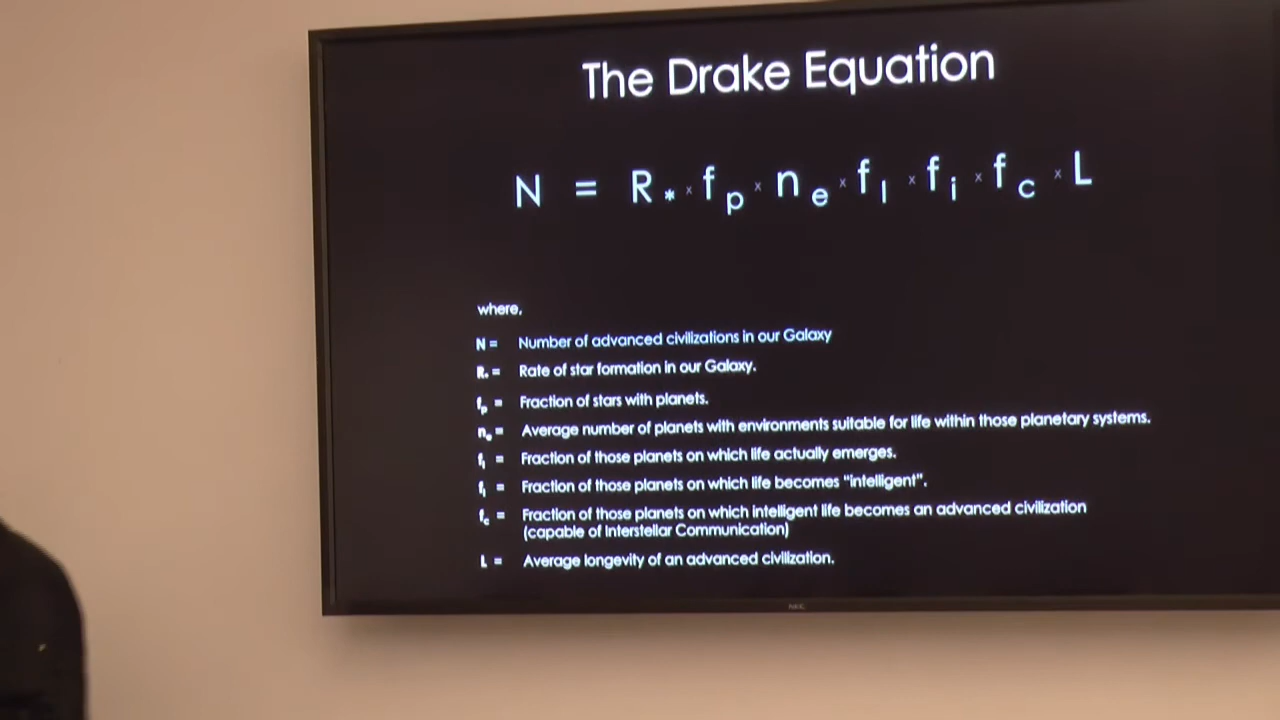 The Drake Equation
N = R* x fp x ne x fl x fi x fc x L
where,
N = Number of advanced civilizations in our Galaxy
R* = Rate of star formation in our Galaxy.
fp = Fraction of stars with planets.
ne = Average number of planets with environments suitable for life within those planetary systems.
fl = Fraction of those planets on which life actually emerges.
fi = Fraction of those planets on which life becomes "intelligent".
fc = Fraction of those planets on which intelligent life becomes an advanced civilization
(capable of Interstellar Communication)
L = Average longevity of an advanced civilization.
NEC